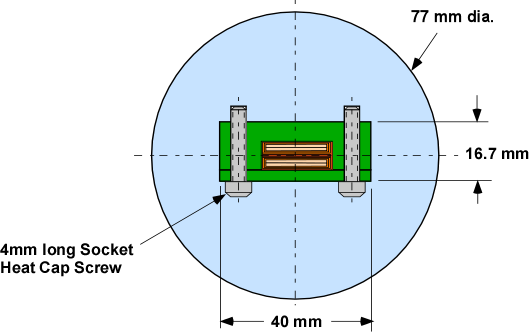 77 mm dia.
16.7 mm
4mm long Socket
Heat Cap Screw
40 mm